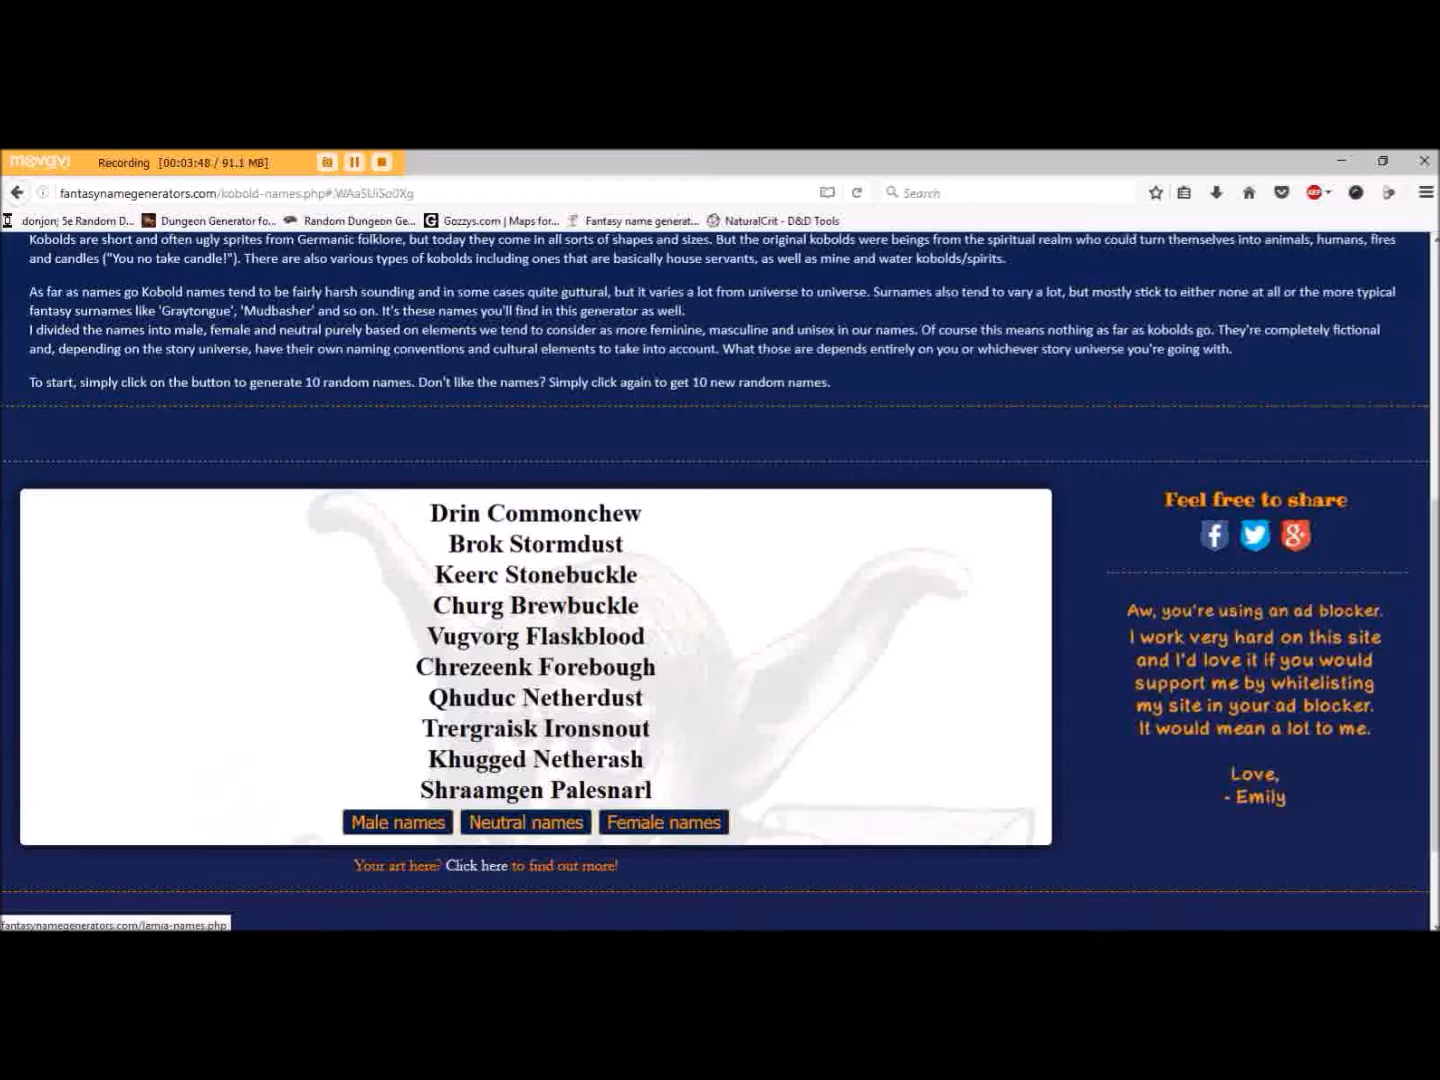 movavi Recording [00:03:48 / 91.1 MB]
fantasynamegenerators.com/kobold-names.php#.WAaSUiSo0Xg
Search
donjon; 5e Random D... Dungeon Generator fo... Random Dungeon Ge... Gozzys.com | Maps for... Fantasy name generat... NaturalCrit - D&D Tools
Kobolds are short and often ugly sprites from Germanic folklore, but today they come in all sorts of shapes and sizes. But the original kobolds were beings from the spiritual realm who could turn themselves into animals, humans, fires
and candles ("You no take candle!"). There are also various types of kobolds including ones that are basically house servants, as well as mine and water kobolds/spirits.
As far as names go Kobold names tend to be fairly harsh sounding and in some cases quite guttural, but it varies a lot from universe to universe. Surnames also tend to vary a lot, but mostly stick to either none at all or the more typical
fantasy surnames like 'Graytongue', 'Mudbasher' and so on. It's these names you'll find in this generator as well.
I divided the names into male, female and neutral purely based on elements we tend to consider as more feminine, masculine and unisex in our names. Of course this means nothing as far as kobolds go. They're completely fictional
and, depending on the story universe, have their own naming conventions and cultural elements to take into account. What those are depends entirely on you or whichever story universe you're going with.
To start, simply click on the button to generate 10 random names. Don't like the names? Simply click again to get 10 new random names.
Drin Commonchew
Brok Stormdust
Keerc Stonebuckle
Churg Brewbuckle
Vugvorg Flaskblood
Chrezeenk Forebough
Qhuduc Netherdust
Trergraisk Ironsnout
Khugged Netherash
Shraamgen Palesnarl
Male names Neutral names Female names
Your art here? Click here to find out more!
Feel free to share
Aw, you're using an ad blocker.
I work very hard on this site
and I'd love it if you would
support me by whitelisting
my site in your ad blocker.
It would mean a lot to me.
Love,
- Emily
fantasynamegenerators.com/lamia-names.php